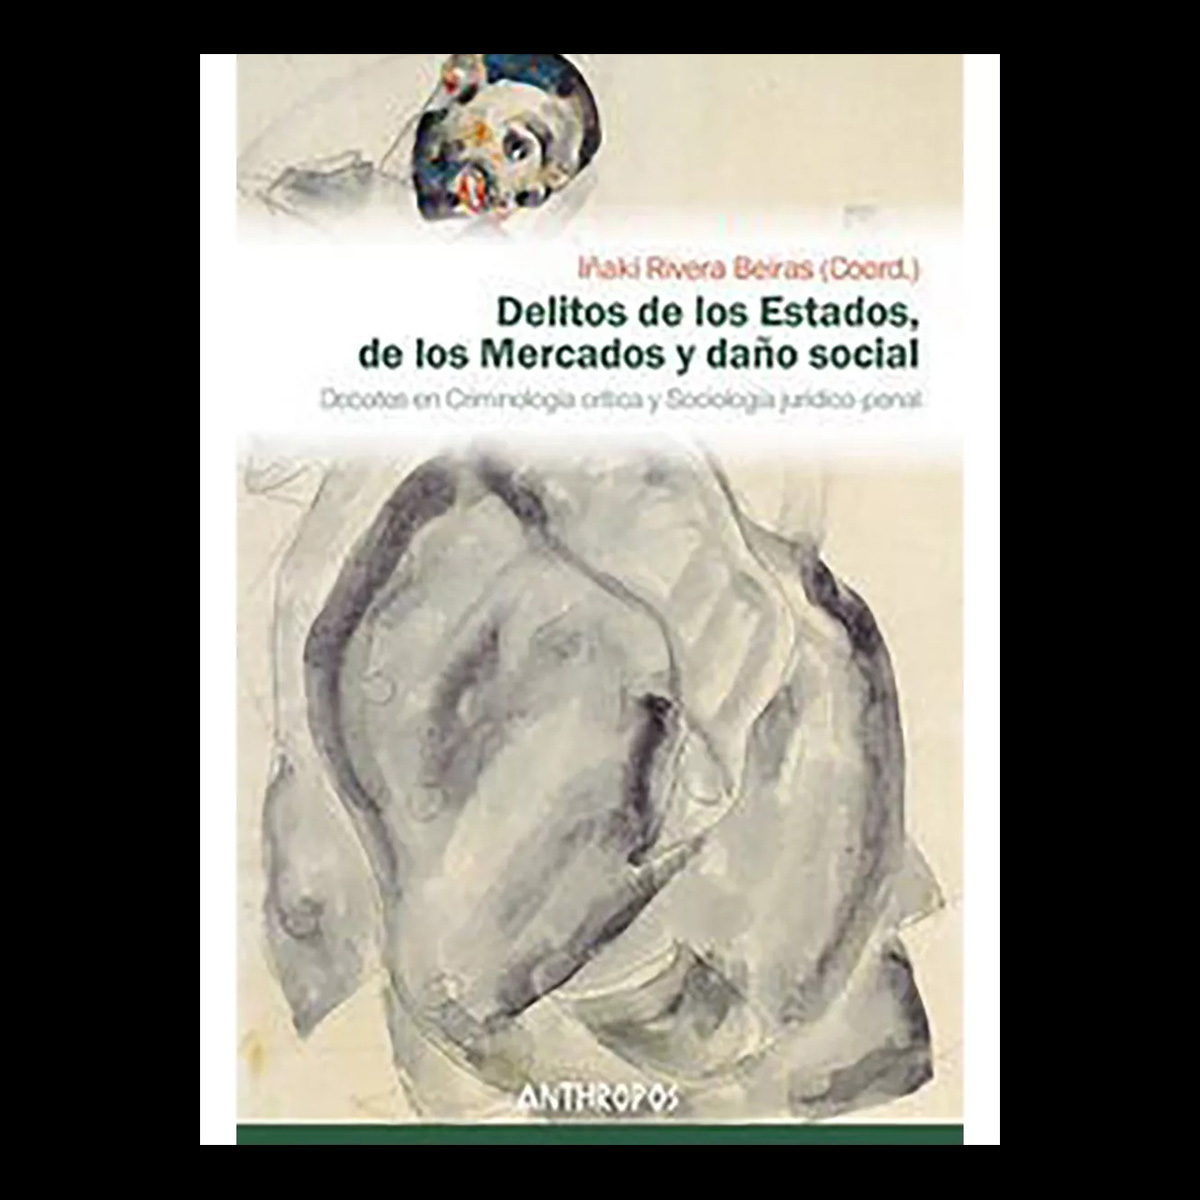 Iñaki Rivera Beiras (Coord.)
Delitos de los Estados,
de los Mercados y daño social
Debates en Criminología crítica y Sociología jurídico-penal
ANTHROPOS